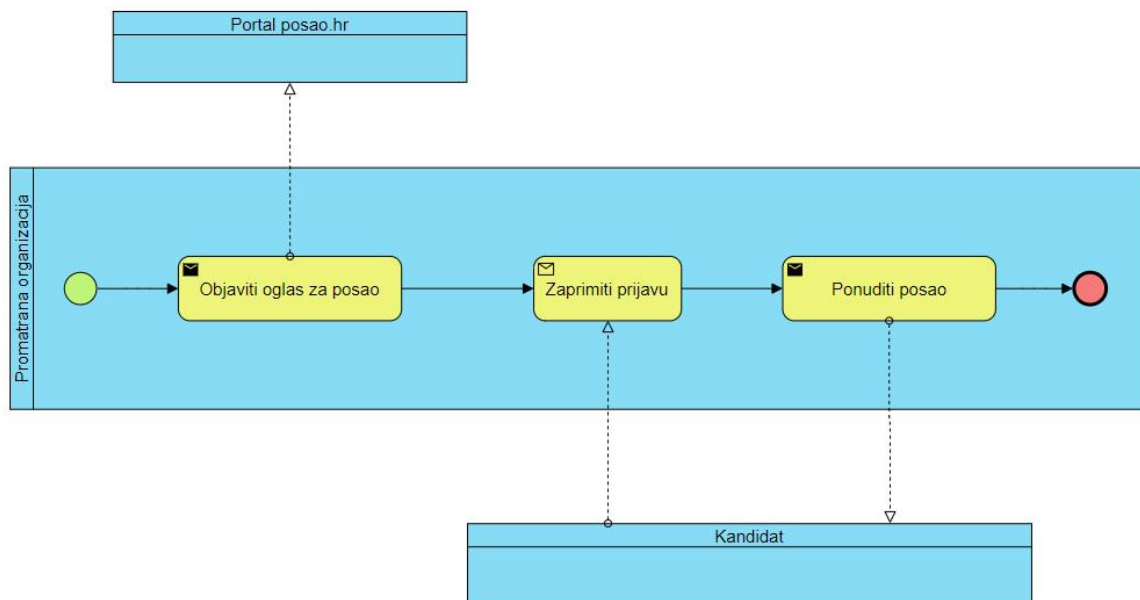 Portal posao.hr
Promatrana organizacija
Objaviti oglas za posao
Zaprimiti prijavu
Ponuditi posao
Kandidat